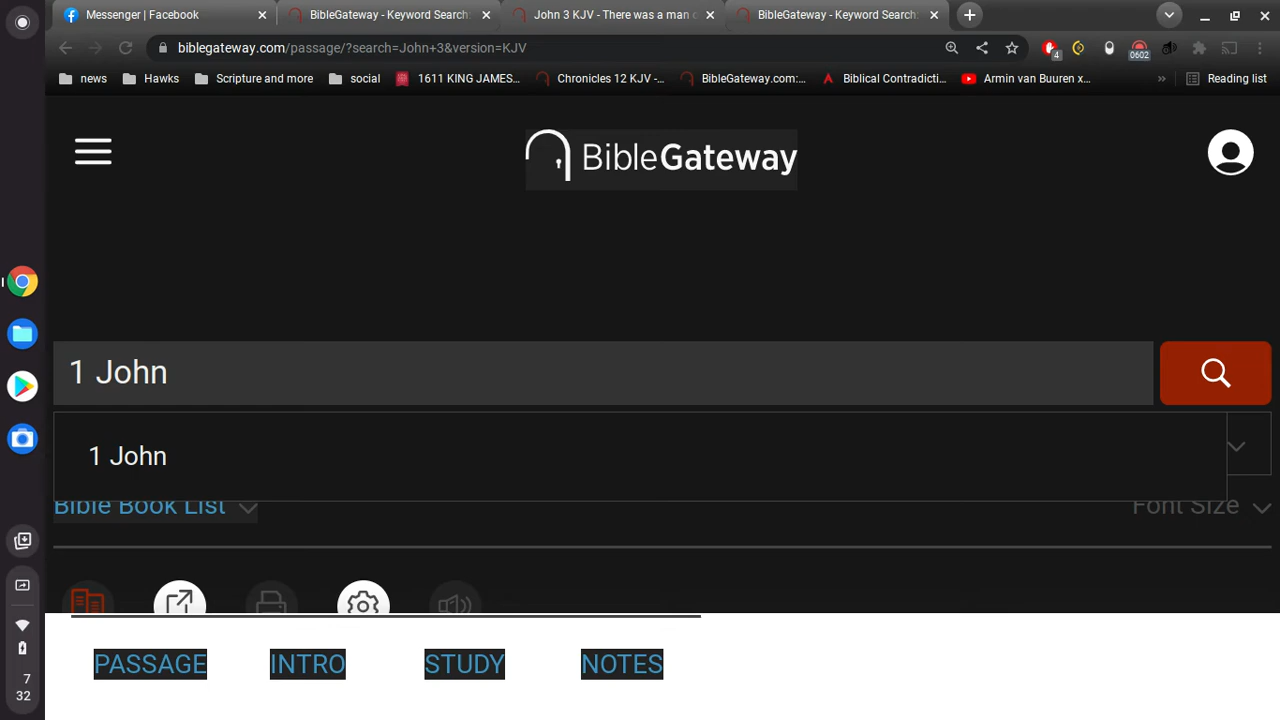 Messenger | Facebook
BibleGateway - Keyword Search:
John 3 KJV - There was a man o
BibleGateway - Keyword Search:
biblegateway.com/passage/?search=John+3&version=KJV
4
0602
news
Hawks
Scripture and more
social
1611 KING JAMES...
Chronicles 12 KJV -...
BibleGateway.com:...
Biblical Contradicti...
Armin van Buuren x...
»
Reading list
BibleGateway
1 John
1 John
Bible Book List
Font Size
PASSAGE
INTRO
STUDY
NOTES
7
32